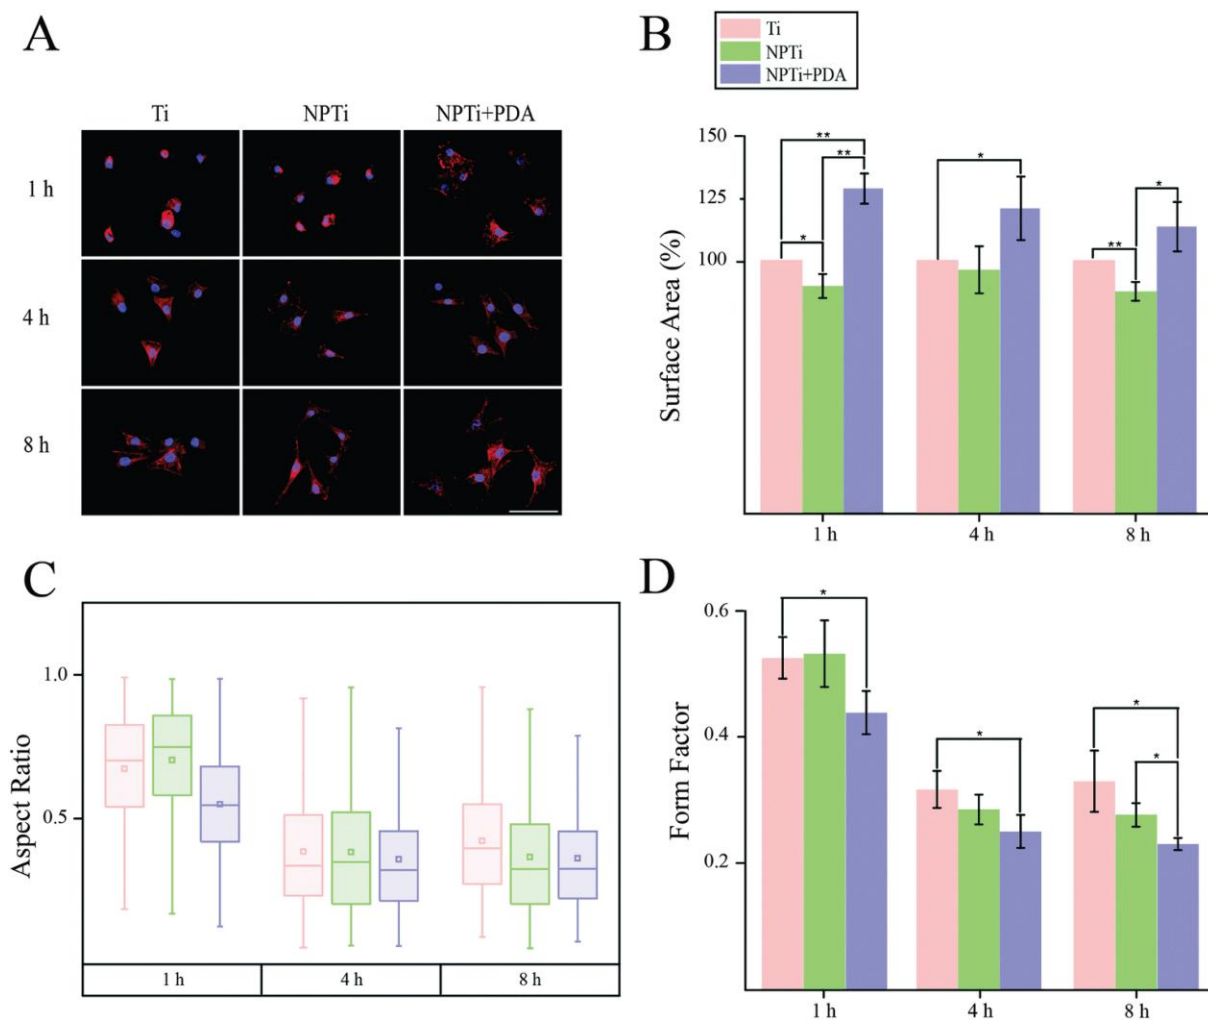 A
Ti NPTi NPTi+PDA
1 h
4 h
8 h
B
Ti
NPTi
NPTi+PDA
Surface Area (%)
150
125
100
** ** * * ** *
1 h 4 h 8 h
C
Aspect Ratio
1.0
0.5
1 h 4 h 8 h
D
Form Factor
0.6
0.4
0.2
* * * *
1 h 4 h 8 h